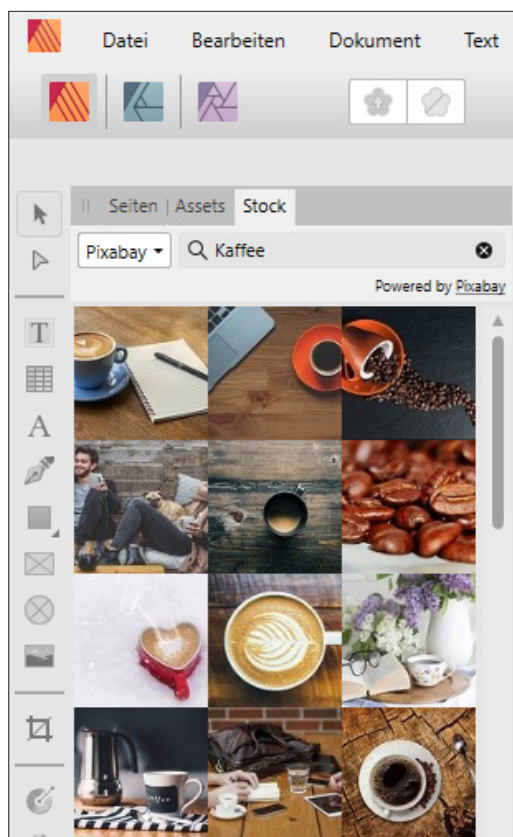 Datei Bearbeiten Dokument Text
Seiten Assets Stock
Pixabay Kaffee
Powered by Pixabay
T
A